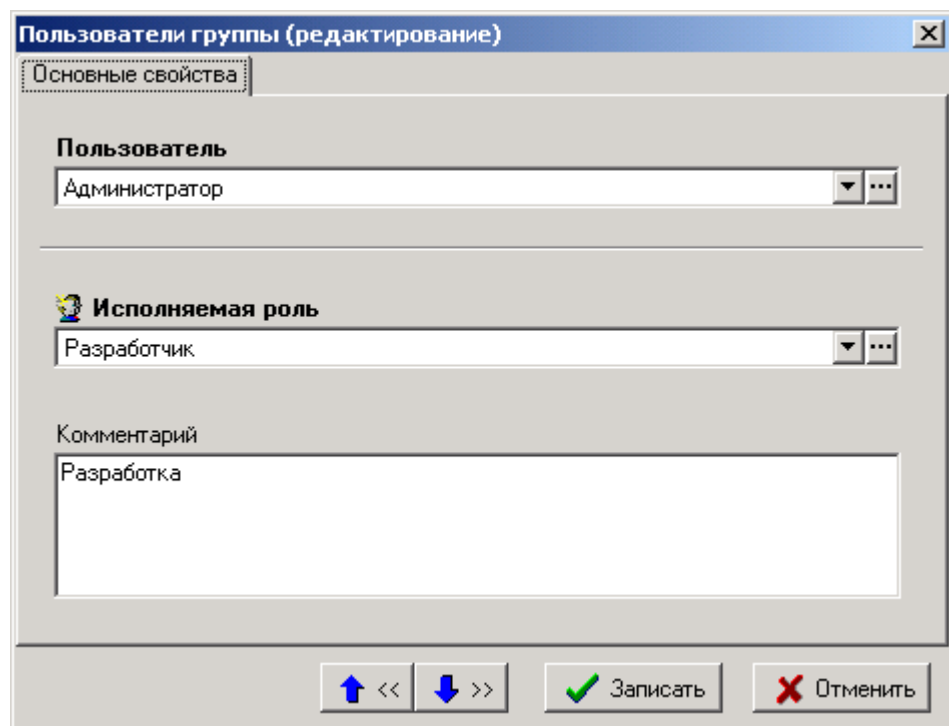 Пользователи группы (редактирование)
Основные свойства
Пользователь
Администратор
Исполняемая роль
Разработчик
Комментарий
Разработка
<< >> Записать Отменить